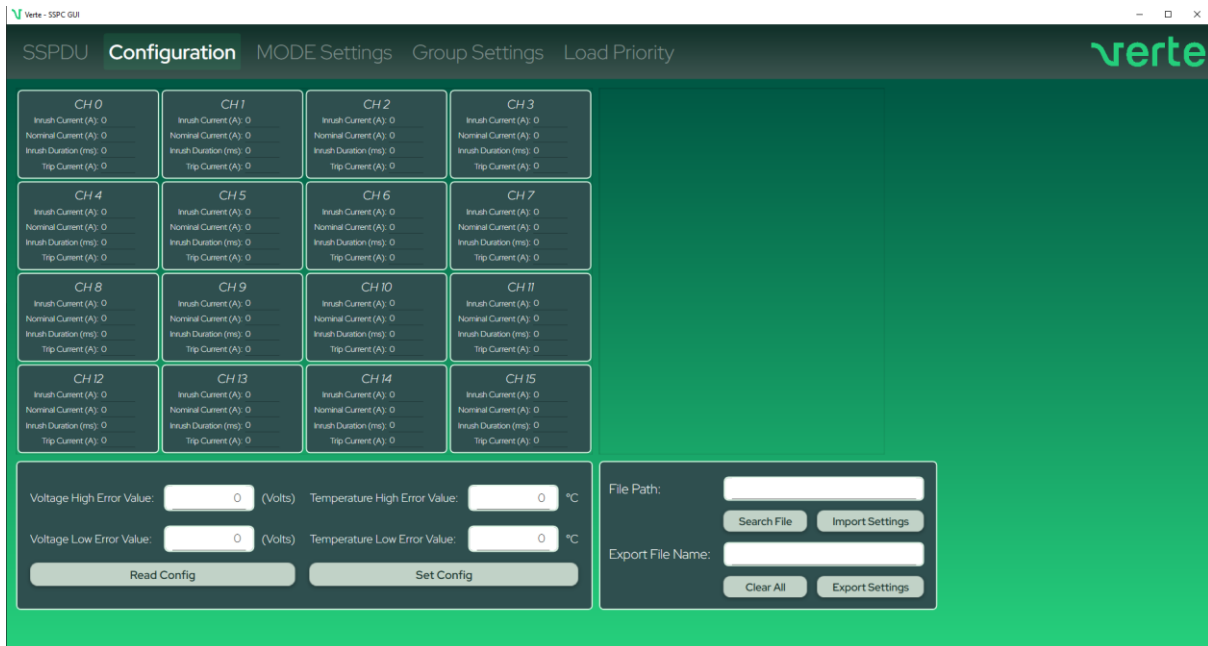 Verte - SSPC GUI
SSPDU Configuration MODE Settings Group Settings Load Priority verte
CH 0 CH 1 CH 2 CH 3
Inrush Current (A): 0 Inrush Current (A): 0 Inrush Current (A): 0 Inrush Current (A): 0
Nominal Current (A): 0 Nominal Current (A): 0 Nominal Current (A): 0 Nominal Current (A): 0
Inrush Duration (ms): 0 Inrush Duration (ms): 0 Inrush Duration (ms): 0 Inrush Duration (ms): 0
Trip Current (A): 0 Trip Current (A): 0 Trip Current (A): 0 Trip Current (A): 0
CH 4 CH 5 CH 6 CH 7
Inrush Current (A): 0 Inrush Current (A): 0 Inrush Current (A): 0 Inrush Current (A): 0
Nominal Current (A): 0 Nominal Current (A): 0 Nominal Current (A): 0 Nominal Current (A): 0
Inrush Duration (ms): 0 Inrush Duration (ms): 0 Inrush Duration (ms): 0 Inrush Duration (ms): 0
Trip Current (A): 0 Trip Current (A): 0 Trip Current (A): 0 Trip Current (A): 0
CH 8 CH 9 CH 10 CH 11
Inrush Current (A): 0 Inrush Current (A): 0 Inrush Current (A): 0 Inrush Current (A): 0
Nominal Current (A): 0 Nominal Current (A): 0 Nominal Current (A): 0 Nominal Current (A): 0
Inrush Duration (ms): 0 Inrush Duration (ms): 0 Inrush Duration (ms): 0 Inrush Duration (ms): 0
Trip Current (A): 0 Trip Current (A): 0 Trip Current (A): 0 Trip Current (A): 0
CH 12 CH 13 CH 14 CH 15
Inrush Current (A): 0 Inrush Current (A): 0 Inrush Current (A): 0 Inrush Current (A): 0
Nominal Current (A): 0 Nominal Current (A): 0 Nominal Current (A): 0 Nominal Current (A): 0
Inrush Duration (ms): 0 Inrush Duration (ms): 0 Inrush Duration (ms): 0 Inrush Duration (ms): 0
Trip Current (A): 0 Trip Current (A): 0 Trip Current (A): 0 Trip Current (A): 0
Voltage High Error Value: 0 (Volts) Temperature High Error Value: 0 °C
Voltage Low Error Value: 0 (Volts) Temperature Low Error Value: 0 °C
Read Config Set Config
File Path:
Search File Import Settings
Export File Name:
Clear All Export Settings